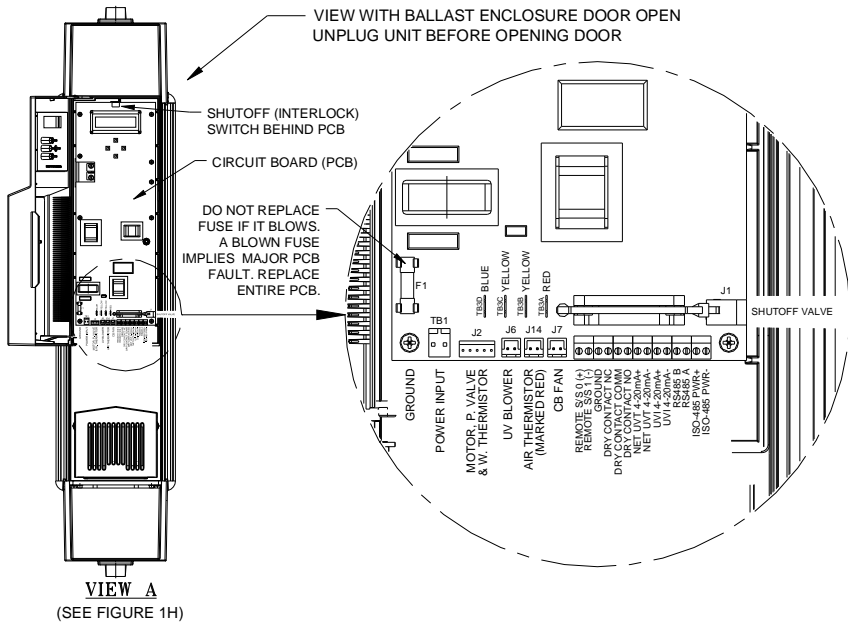 VIEW WITH BALLAST ENCLOSURE DOOR OPEN
UNPLUG UNIT BEFORE OPENING DOOR
SHUTOFF (INTERLOCK)
SWITCH BEHIND PCB
CIRCUIT BOARD (PCB)
DO NOT REPLACE
FUSE IF IT BLOWS.
A BLOWN FUSE
IMPLIES MAJOR PCB
FAULT. REPLACE
ENTIRE PCB.
F1
TB3D BLUE
TB3C YELLOW
TB3B YELLOW
TB3A RED
J1
SHUTOFF VALVE
TB1
J2
J6
J14
J7
GROUND
POWER INPUT
MOTOR, P. VALVE
& W. THERMISTOR
UV BLOWER
AIR THERMISTOR
(MARKED RED)
CB FAN
REMOTE S/S 0 (+)
REMOTE S/S 1 (-)
GROUND
DRY CONTACT NC
DRY CONTACT COMM
DRY CONTACT NO
NET UVT 4-20mA+
NET UVT 4-20mA-
UVI 4-20mA+
UVI 4-20mA-
RS485 B
RS485 A
ISO-485 PWR+
ISO-485 PWR-
VIEW A
(SEE FIGURE 1H)